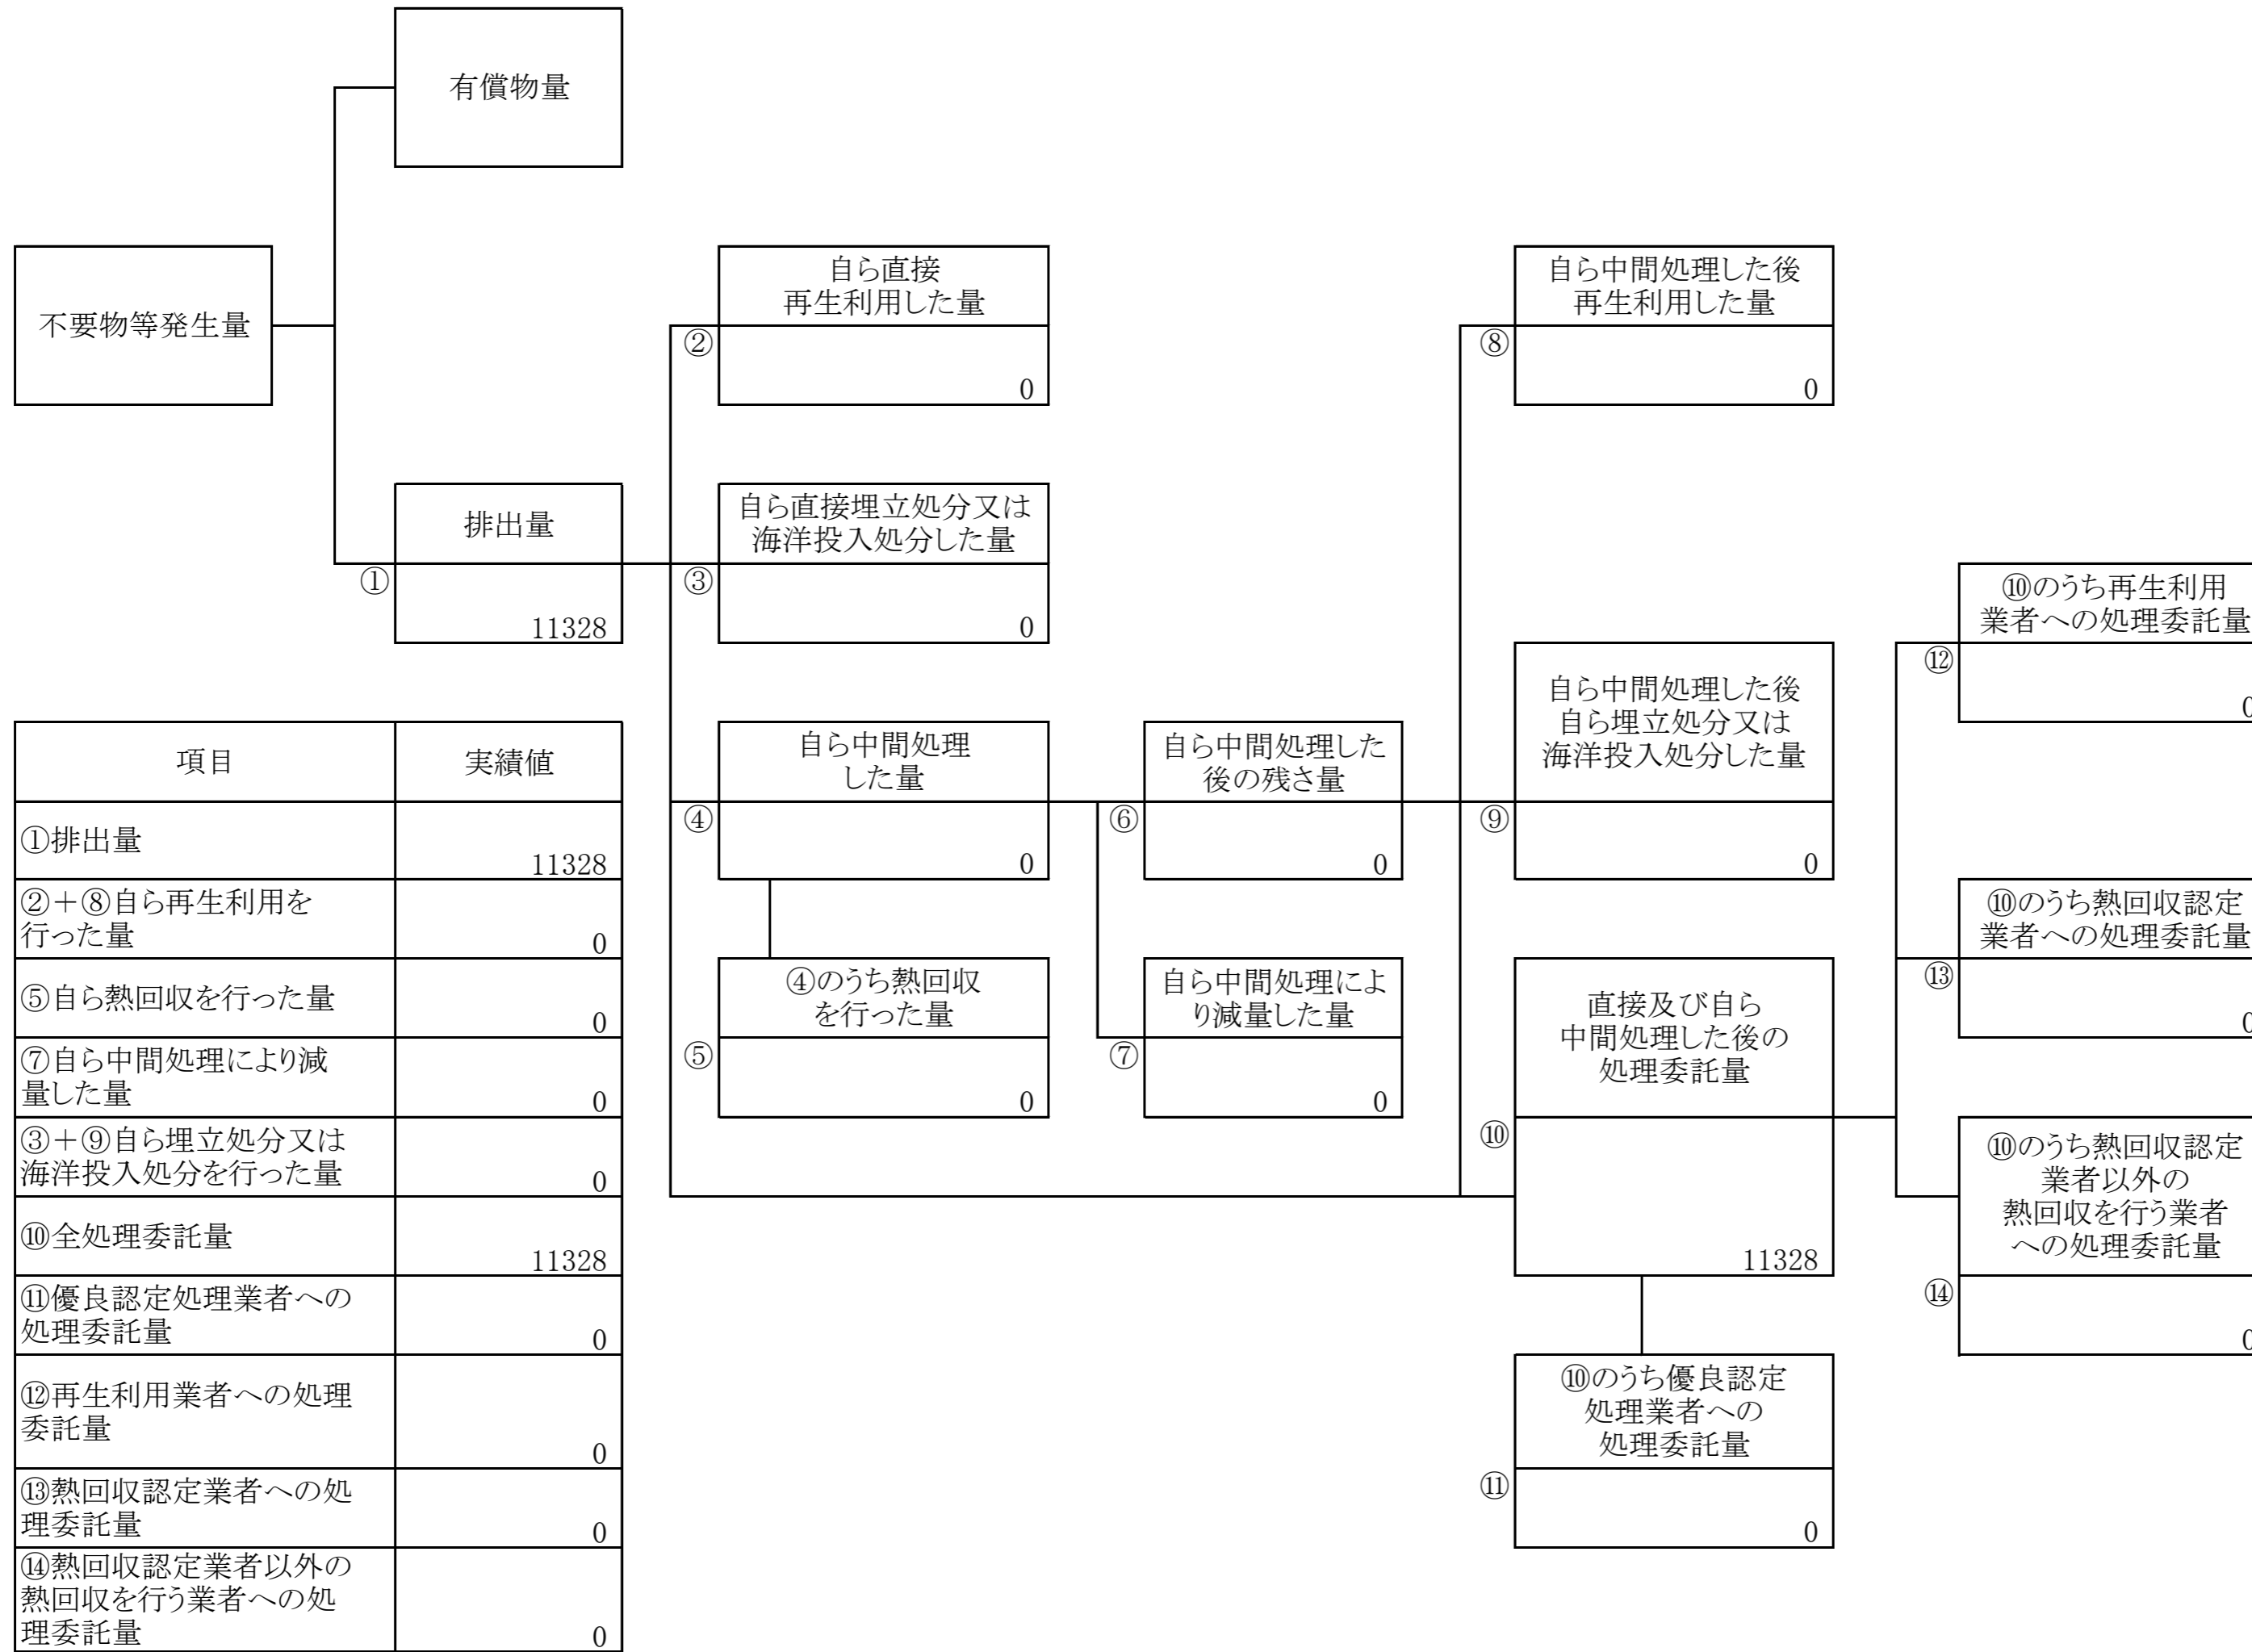 有償物量
不要物等発生量
自ら直接
再生利用した量
②
0
自ら中間処理した後
再生利用した量
⑧
0
排出量
①
11328
自ら直接埋立処分又は
海洋投入処分した量
③
0
⑩のうち再生利用
業者への処理委託量
⑫
0
自ら中間処理
した量
④
0
自ら中間処理した
後の残さ量
⑥
0
自ら中間処理した後
自ら埋立処分又は
海洋投入処分した量
⑨
0
⑩のうち熱回収認定
業者への処理委託量
⑬
0
④のうち熱回収
を行った量
⑤
0
自ら中間処理によ
り減量した量
⑦
0
直接及び自ら
中間処理した後の
処理委託量
⑩
11328
⑩のうち熱回収認定
業者以外の
熱回収を行う業者
への処理委託量
⑭
0
⑩のうち優良認定
処理業者への
処理委託量
⑪
0
項目 実績値
①排出量
11328
②＋⑧自ら再生利用を
行った量 0
⑤自ら熱回収を行った量
0
⑦自ら中間処理により減
量した量 0
③＋⑨自ら埋立処分又は
海洋投入処分を行った量 0
⑩全処理委託量
11328
⑪優良認定処理業者への
処理委託量 0
⑫再生利用業者への処理
委託量
0
⑬熱回収認定業者への処
理委託量 0
⑭熱回収認定業者以外の
熱回収を行う業者への処
理委託量 0